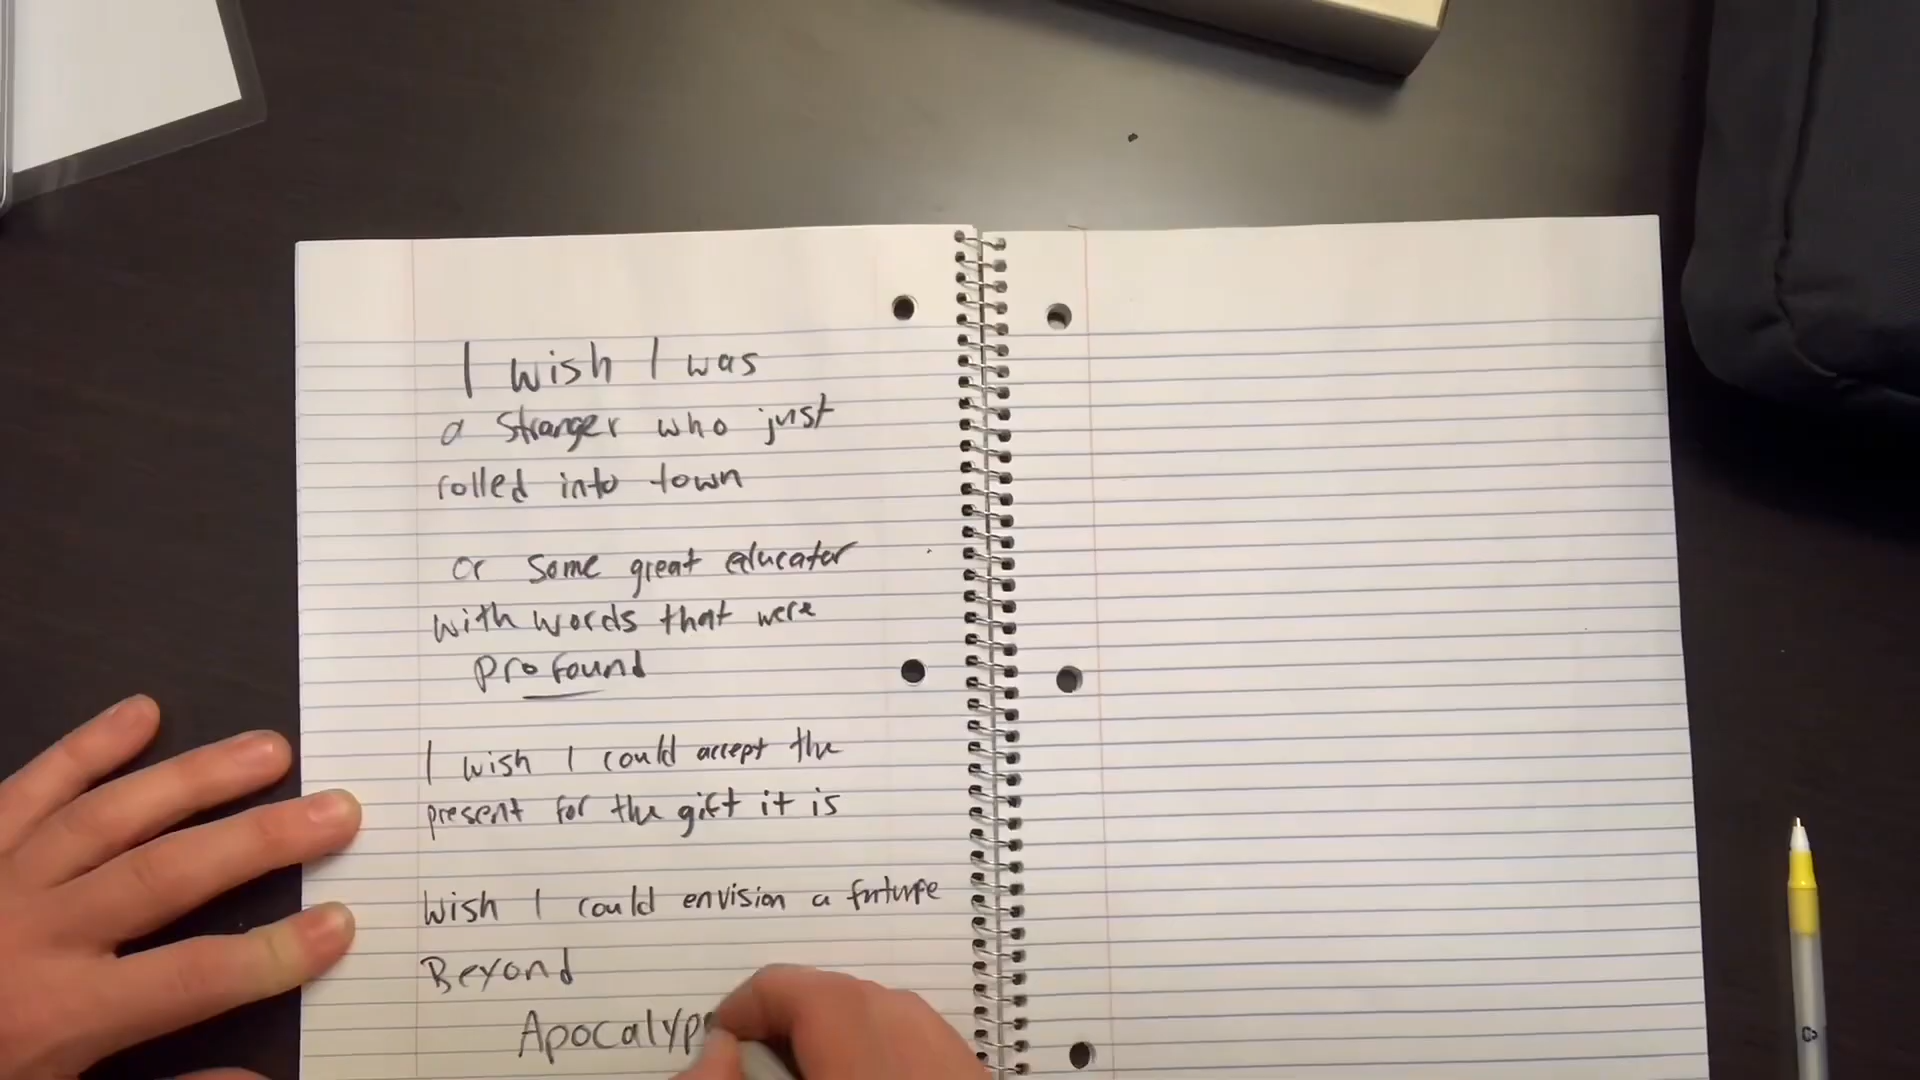 I wish I was
a stranger who just
rolled into town
or some great educator
with words that were
profound
I wish I could accept the
present for the gift it is
Wish I could envision a future
Beyond
Apocalyp